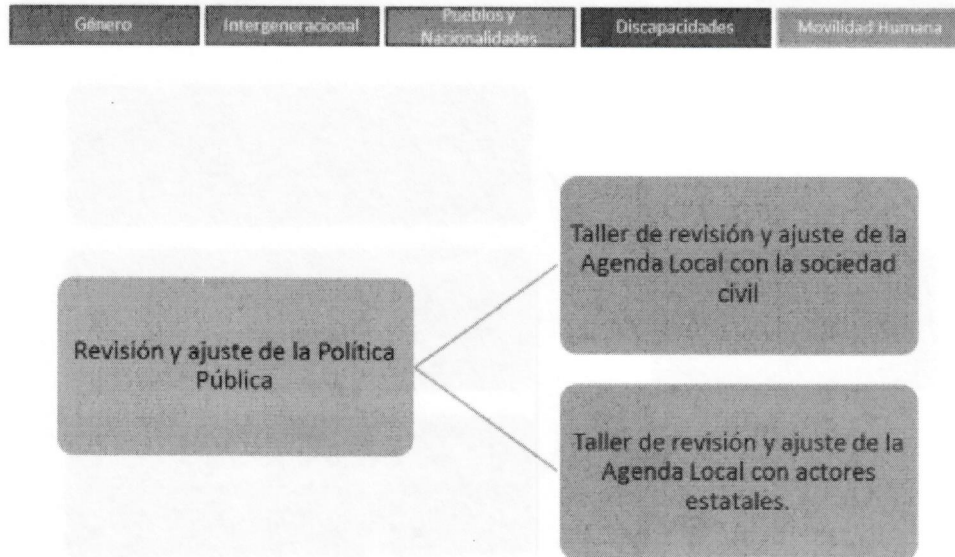 Género
Intergeneracional
Pueblos y
Nacionalidades
Discapacidades
Movilidad Humana
Taller de revisión y ajuste de la
Agenda Local con la sociedad
civil
Revisión y ajuste de la Política
Pública
Taller de revisión y ajuste de la
Agenda Local con actores
estatales.